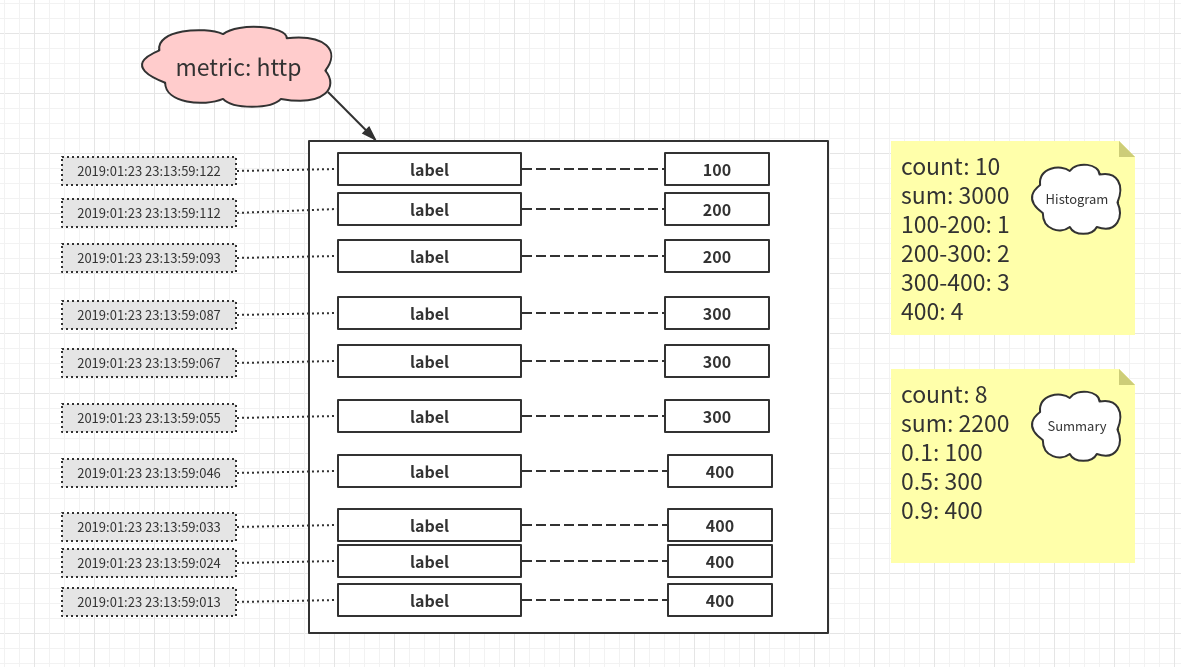 metric: http
2019:01:23 23:13:59:122 label 100
2019:01:23 23:13:59:112 label 200
2019:01:23 23:13:59:093 label 200
2019:01:23 23:13:59:087 label 300
2019:01:23 23:13:59:067 label 300
2019:01:23 23:13:59:055 label 300
2019:01:23 23:13:59:046 label 400
2019:01:23 23:13:59:033 label 400
2019:01:23 23:13:59:024 label 400
2019:01:23 23:13:59:013 label 400
count: 10
sum: 3000
100-200: 1
200-300: 2
300-400: 3
400: 4
Histogram
count: 8
sum: 2200
0.1: 100
0.5: 300
0.9: 400
Summary